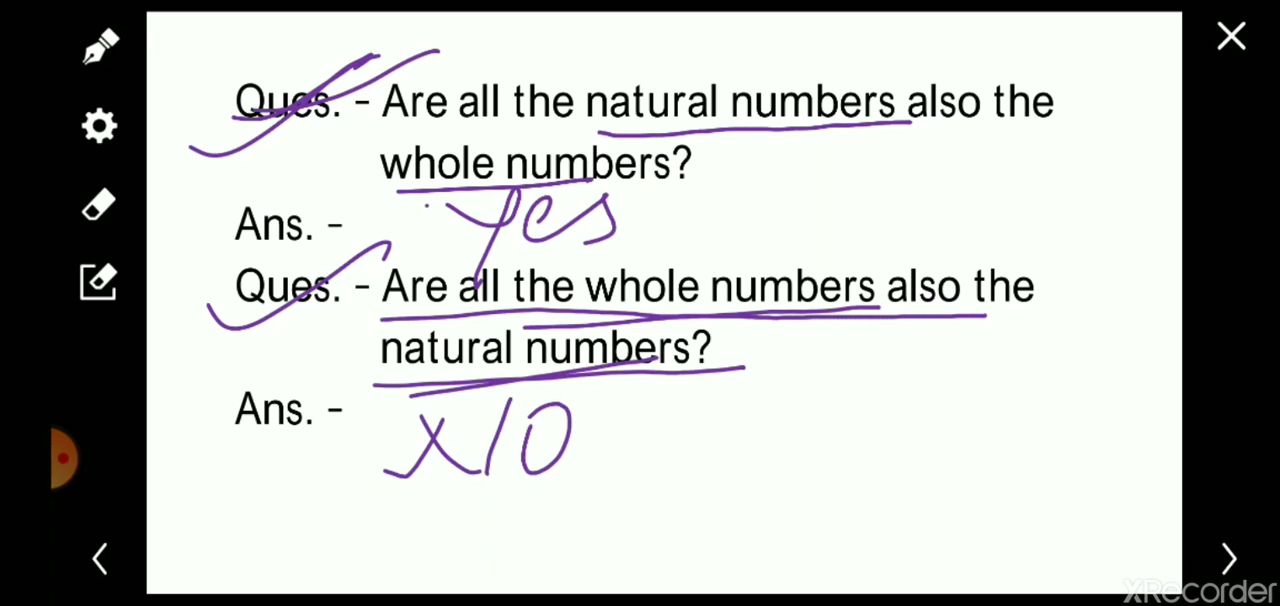 Ques. - Are all the natural numbers also the
whole numbers?
Ans. - Yes
Ques. - Are all the whole numbers also the
natural numbers?
Ans. - No
XRecorder